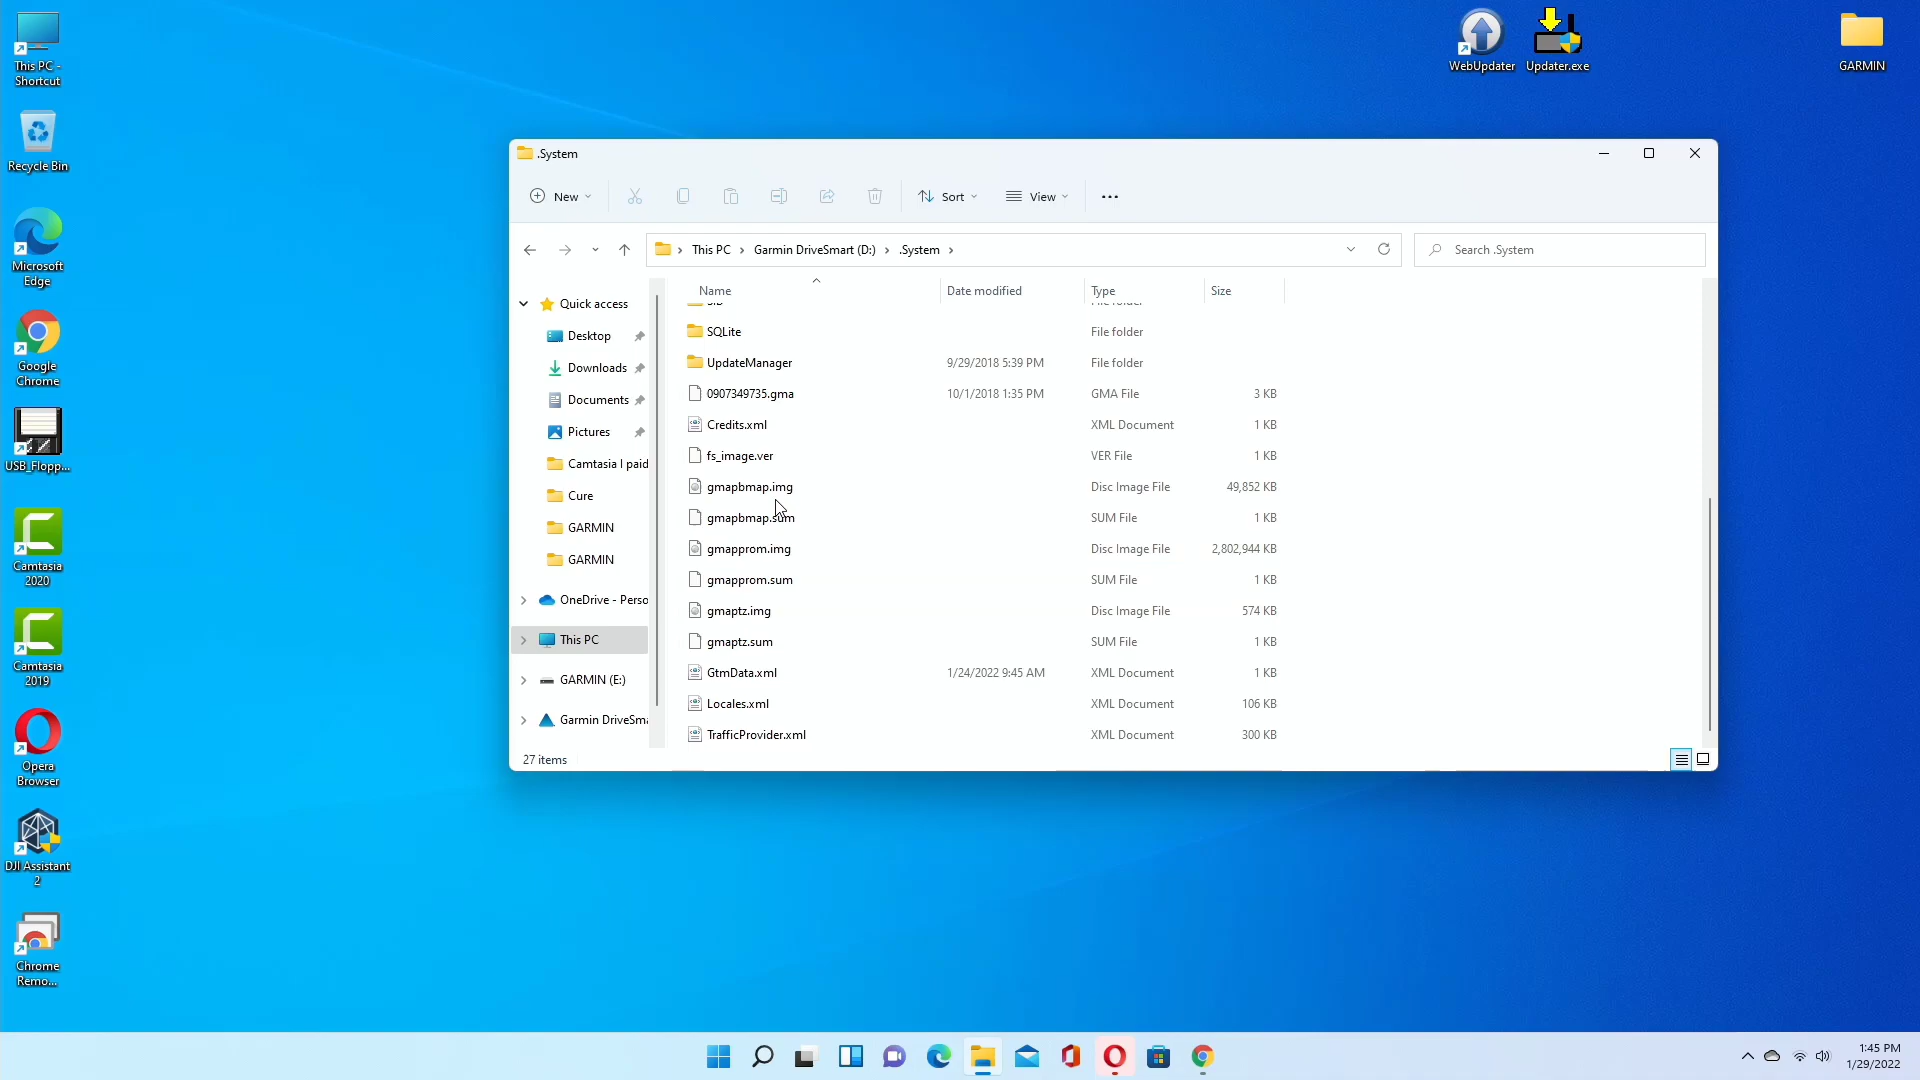 This PC -
Shortcut
Recycle Bin
Microsoft
Edge
Google
Chrome
USB_Flopp...
Camtasia
2020
Camtasia
2019
Opera
Browser
DJI Assistant
2
Chrome
Remo...
WebUpdater
Updater.exe
GARMIN
.System
New
Sort
View
This PC
Garmin DriveSmart (D:)
.System
Search .System
Quick access
Desktop
Downloads
Documents
Pictures
Camtasia I paid
Cure
GARMIN
GARMIN
OneDrive - Perso
This PC
GARMIN (E:)
Garmin DriveSma
Name Date modified Type Size
SQLite File folder
UpdateManager 9/29/2018 5:39 PM File folder
0907349735.gma 10/1/2018 1:35 PM GMA File 3 KB
Credits.xml XML Document 1 KB
fs_image.ver VER File 1 KB
gmapbmap.img Disc Image File 49,852 KB
gmapbmap.sum SUM File 1 KB
gmapprom.img Disc Image File 2,802,944 KB
gmapprom.sum SUM File 1 KB
gmaptz.img Disc Image File 574 KB
gmaptz.sum SUM File 1 KB
GtmData.xml 1/24/2022 9:45 AM XML Document 1 KB
Locales.xml XML Document 106 KB
TrafficProvider.xml XML Document 300 KB
27 items
1:45 PM
1/29/2022